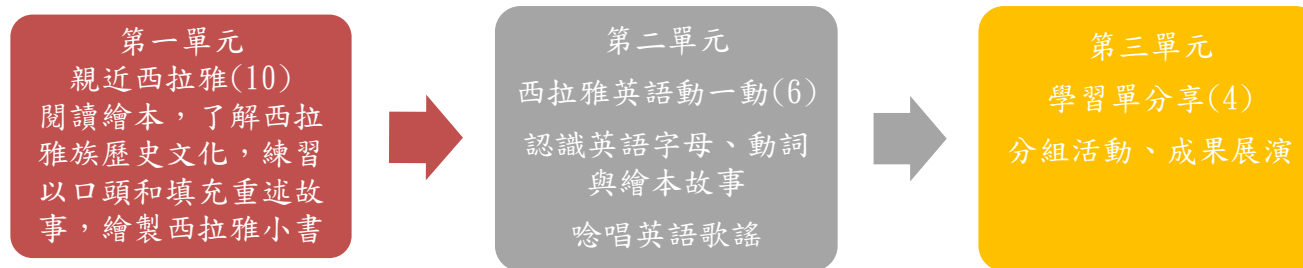 第一單元
親近西拉雅(10)
閱讀繪本，了解西拉
雅族歷史文化，練習
以口頭和填充重述故
事，繪製西拉雅小書
第二單元
西拉雅英語動一動(6)
認識英語字母、動詞
與繪本故事
唸唱英語歌謠
第三單元
學習單分享(4)
分組活動、成果展演